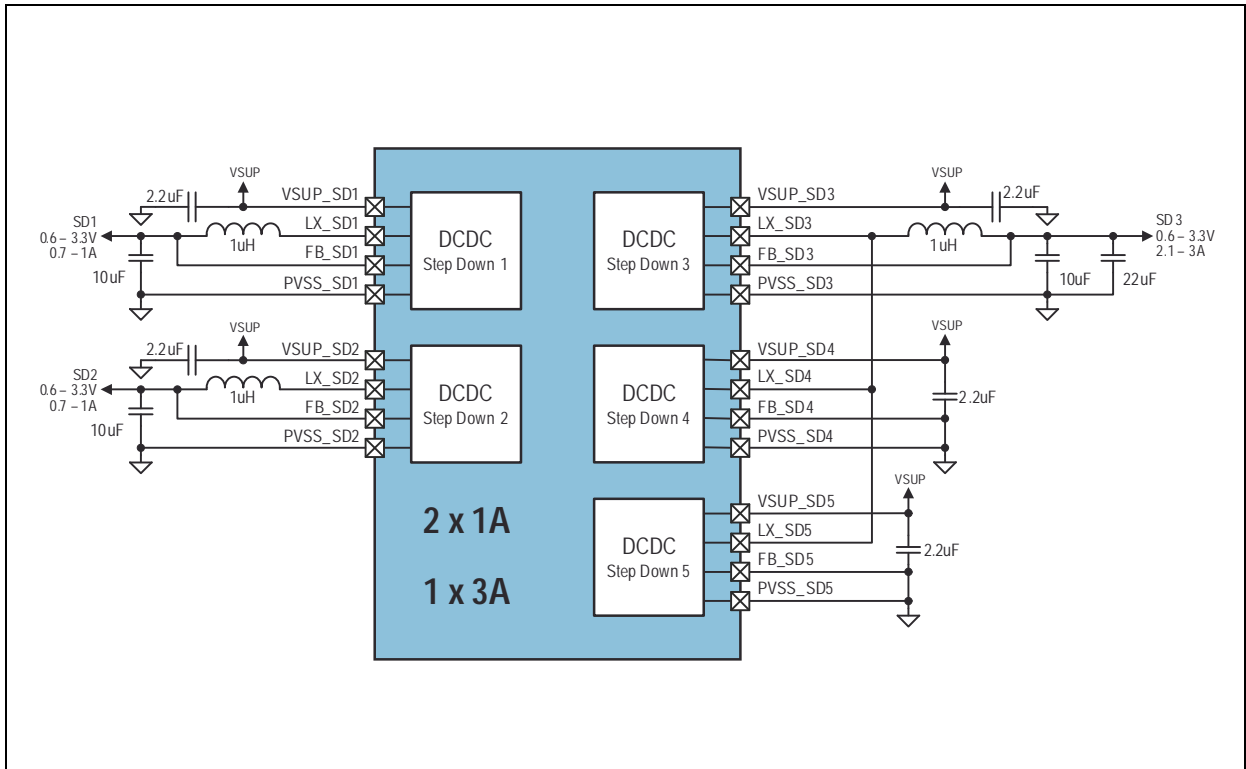 VSUP
2.2uF
VSUP_SD1
SD1
0.6 – 3.3V
0.7 – 1A
LX_SD1
1uH
FB_SD1
10uF
PVSS_SD1
DCDC
Step Down 1
VSUP
2.2uF
VSUP_SD2
SD2
0.6 – 3.3V
0.7 – 1A
LX_SD2
1uH
FB_SD2
10uF
PVSS_SD2
DCDC
Step Down 2
2 x 1A
1 x 3A
DCDC
Step Down 3
VSUP_SD3
VSUP
2.2uF
LX_SD3
1uH
SD3
0.6 – 3.3V
2.1 – 3A
FB_SD3
10uF
22uF
PVSS_SD3
DCDC
Step Down 4
VSUP
VSUP_SD4
LX_SD4
2.2uF
FB_SD4
PVSS_SD4
DCDC
Step Down 5
VSUP
VSUP_SD5
LX_SD5
2.2uF
FB_SD5
PVSS_SD5